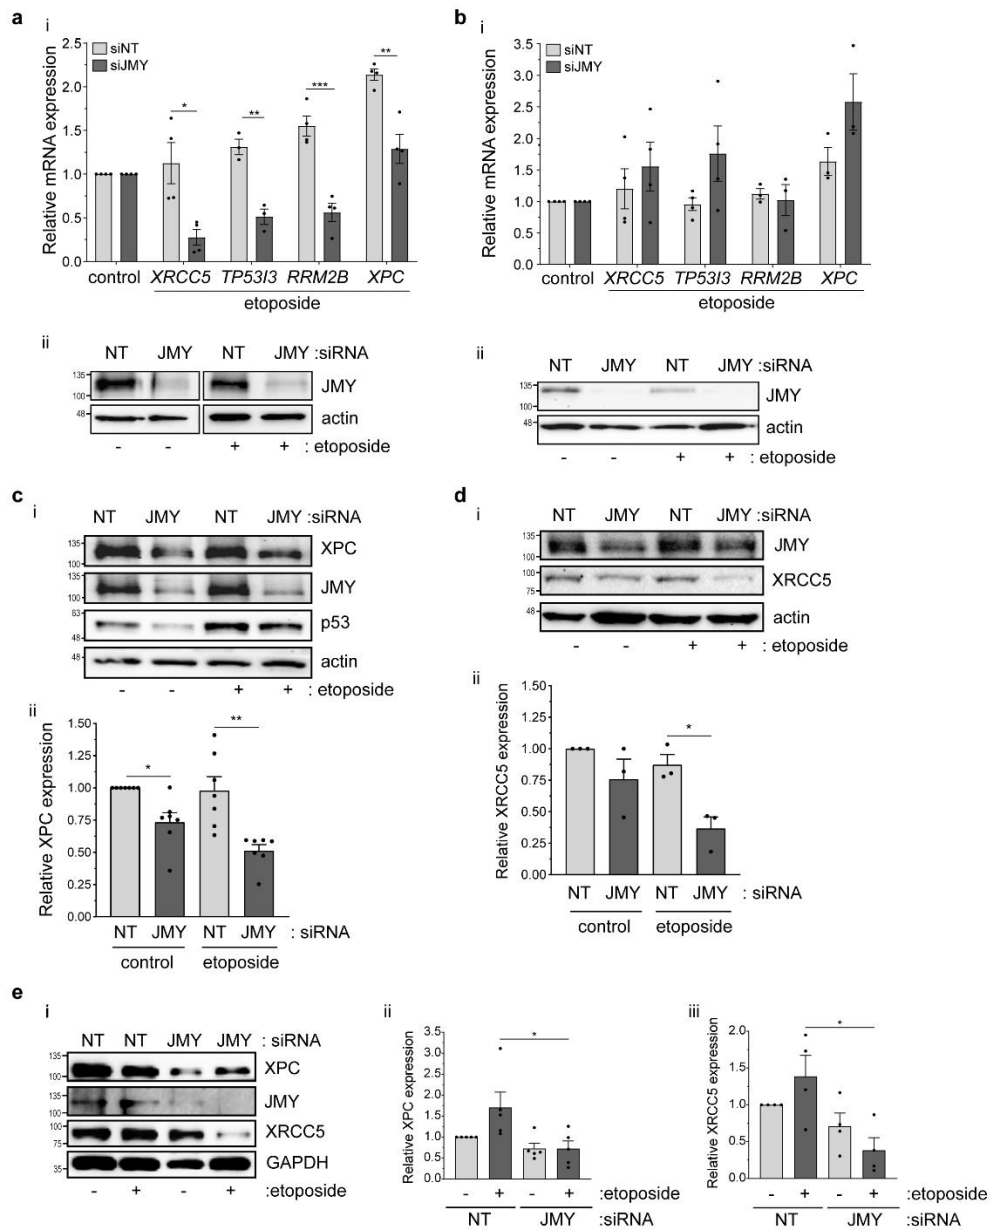 a
i
Relative mRNA expression
2.5
2.0
1.5
1.0
0.5
0.0
siNT
siJMY
* ** *** **
control XRCC5 TP53I3 RRM2B XPC
etoposide
ii
NT JMY NT JMY :siRNA
135
100
JMY
48
actin
- - + + : etoposide
b
i
Relative mRNA expression
3.5
3.0
2.5
2.0
1.5
1.0
0.5
0.0
siNT
siJMY
control XRCC5 TP53I3 RRM2B XPC
etoposide
ii
NT JMY NT JMY :siRNA
135
100
JMY
48
actin
- - + + : etoposide
c
i
NT JMY NT JMY :siRNA
135
100
XPC
135
100
JMY
63
48
p53
48
actin
- - + + : etoposide
ii
Relative XPC expression
1.50
1.25
1.00
0.75
0.50
0.25
0.00
* **
NT JMY NT JMY : siRNA
control etoposide
d
i
NT JMY NT JMY :siRNA
135
100
JMY
100
75
XRCC5
48
actin
- - + + : etoposide
ii
Relative XRCC5 expression
1.50
1.25
1.00
0.75
0.50
0.25
0.00
*
NT JMY NT JMY : siRNA
control etoposide
e
i
NT NT JMY JMY : siRNA
135
100
XPC
135
100
JMY
100
75
XRCC5
35
GAPDH
- + - + :etoposide
ii
Relative XPC expression
3.5
3.0
2.5
2.0
1.5
1.0
0.5
0.0
*
- + - + :etoposide
NT JMY :siRNA
iii
Relative XRCC5 expression
2.0
1.5
1.0
0.5
0.0
*
- + - + :etoposide
NT JMY :siRNA